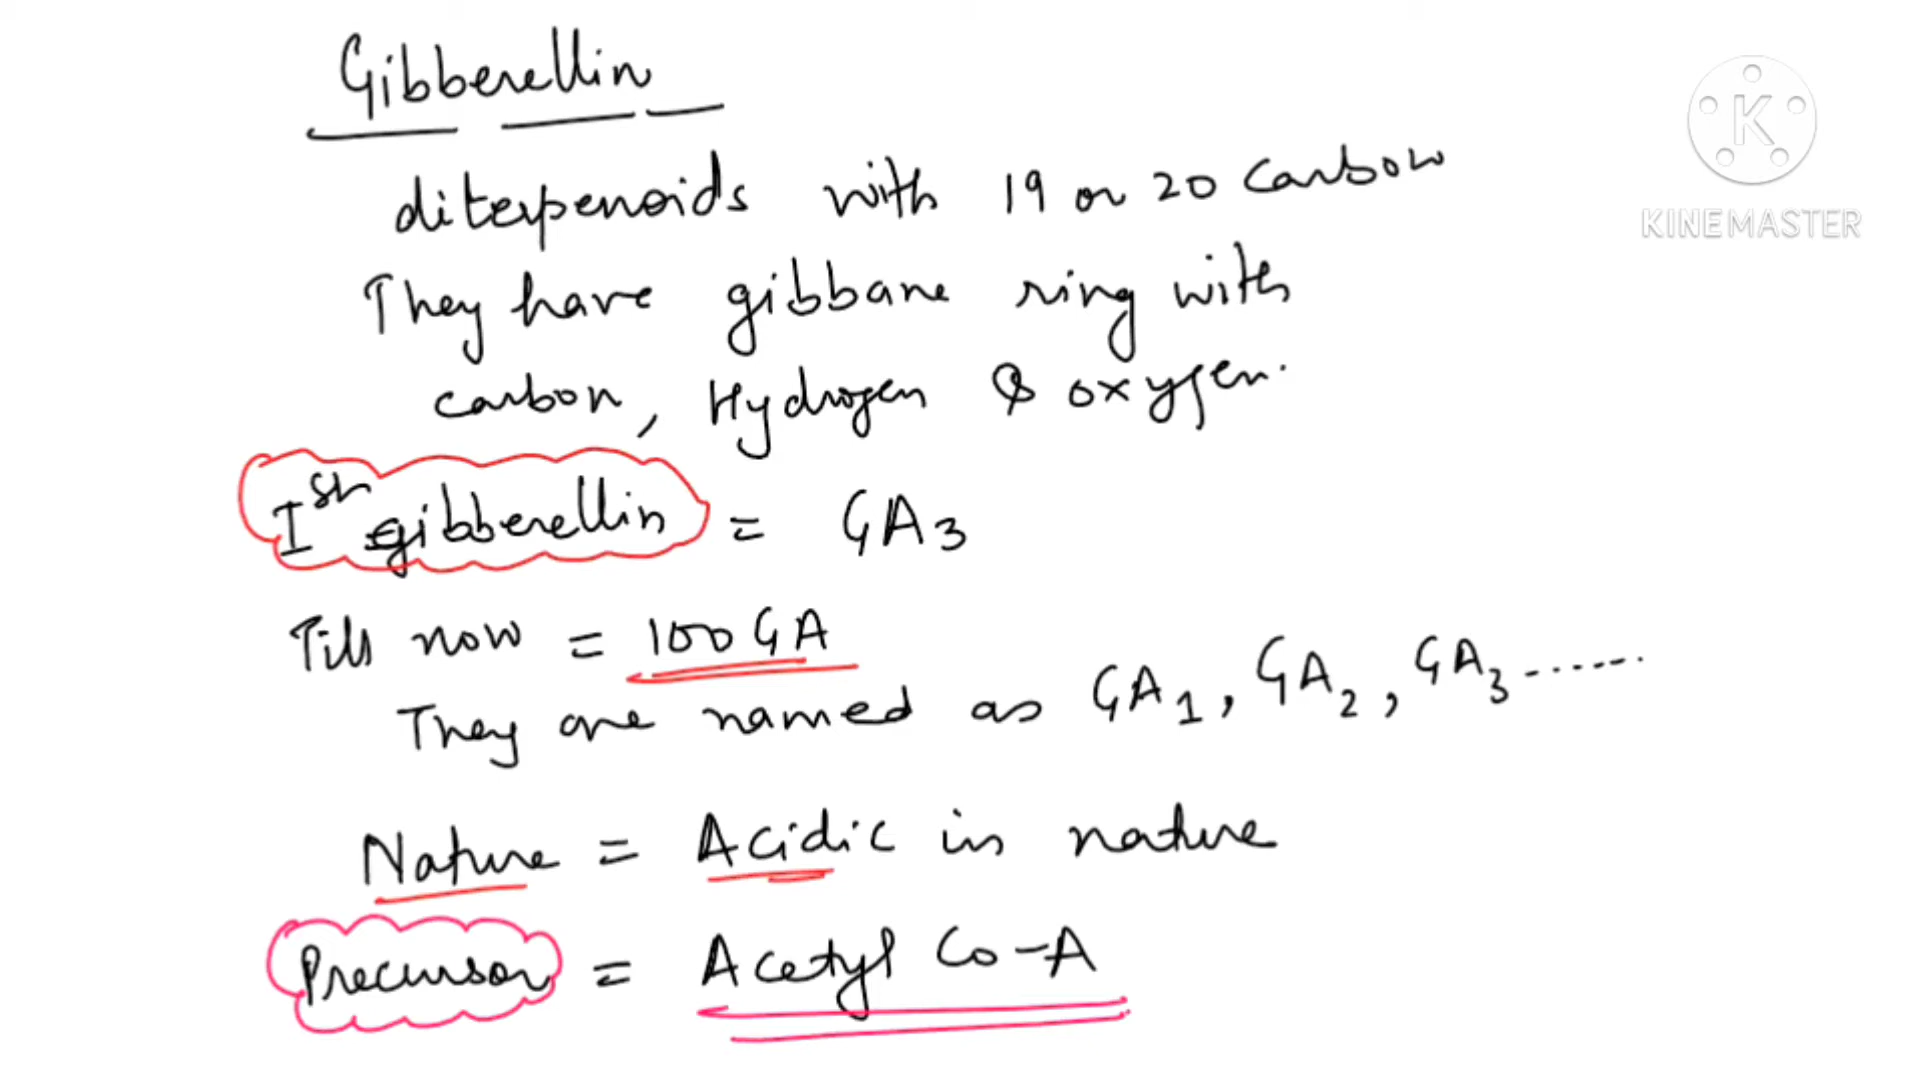 Gibberellin
diterpenoids with 19 or 20 Carbon
They have gibbane ring with
carbon, Hydrogen & oxygen.
Ist gibberellin = GA3
Till now = 100 GA
They are named as GA1, GA2, GA3.......
Nature = Acidic in nature
Precursor = Acetyl Co-A
K
KINEMASTER